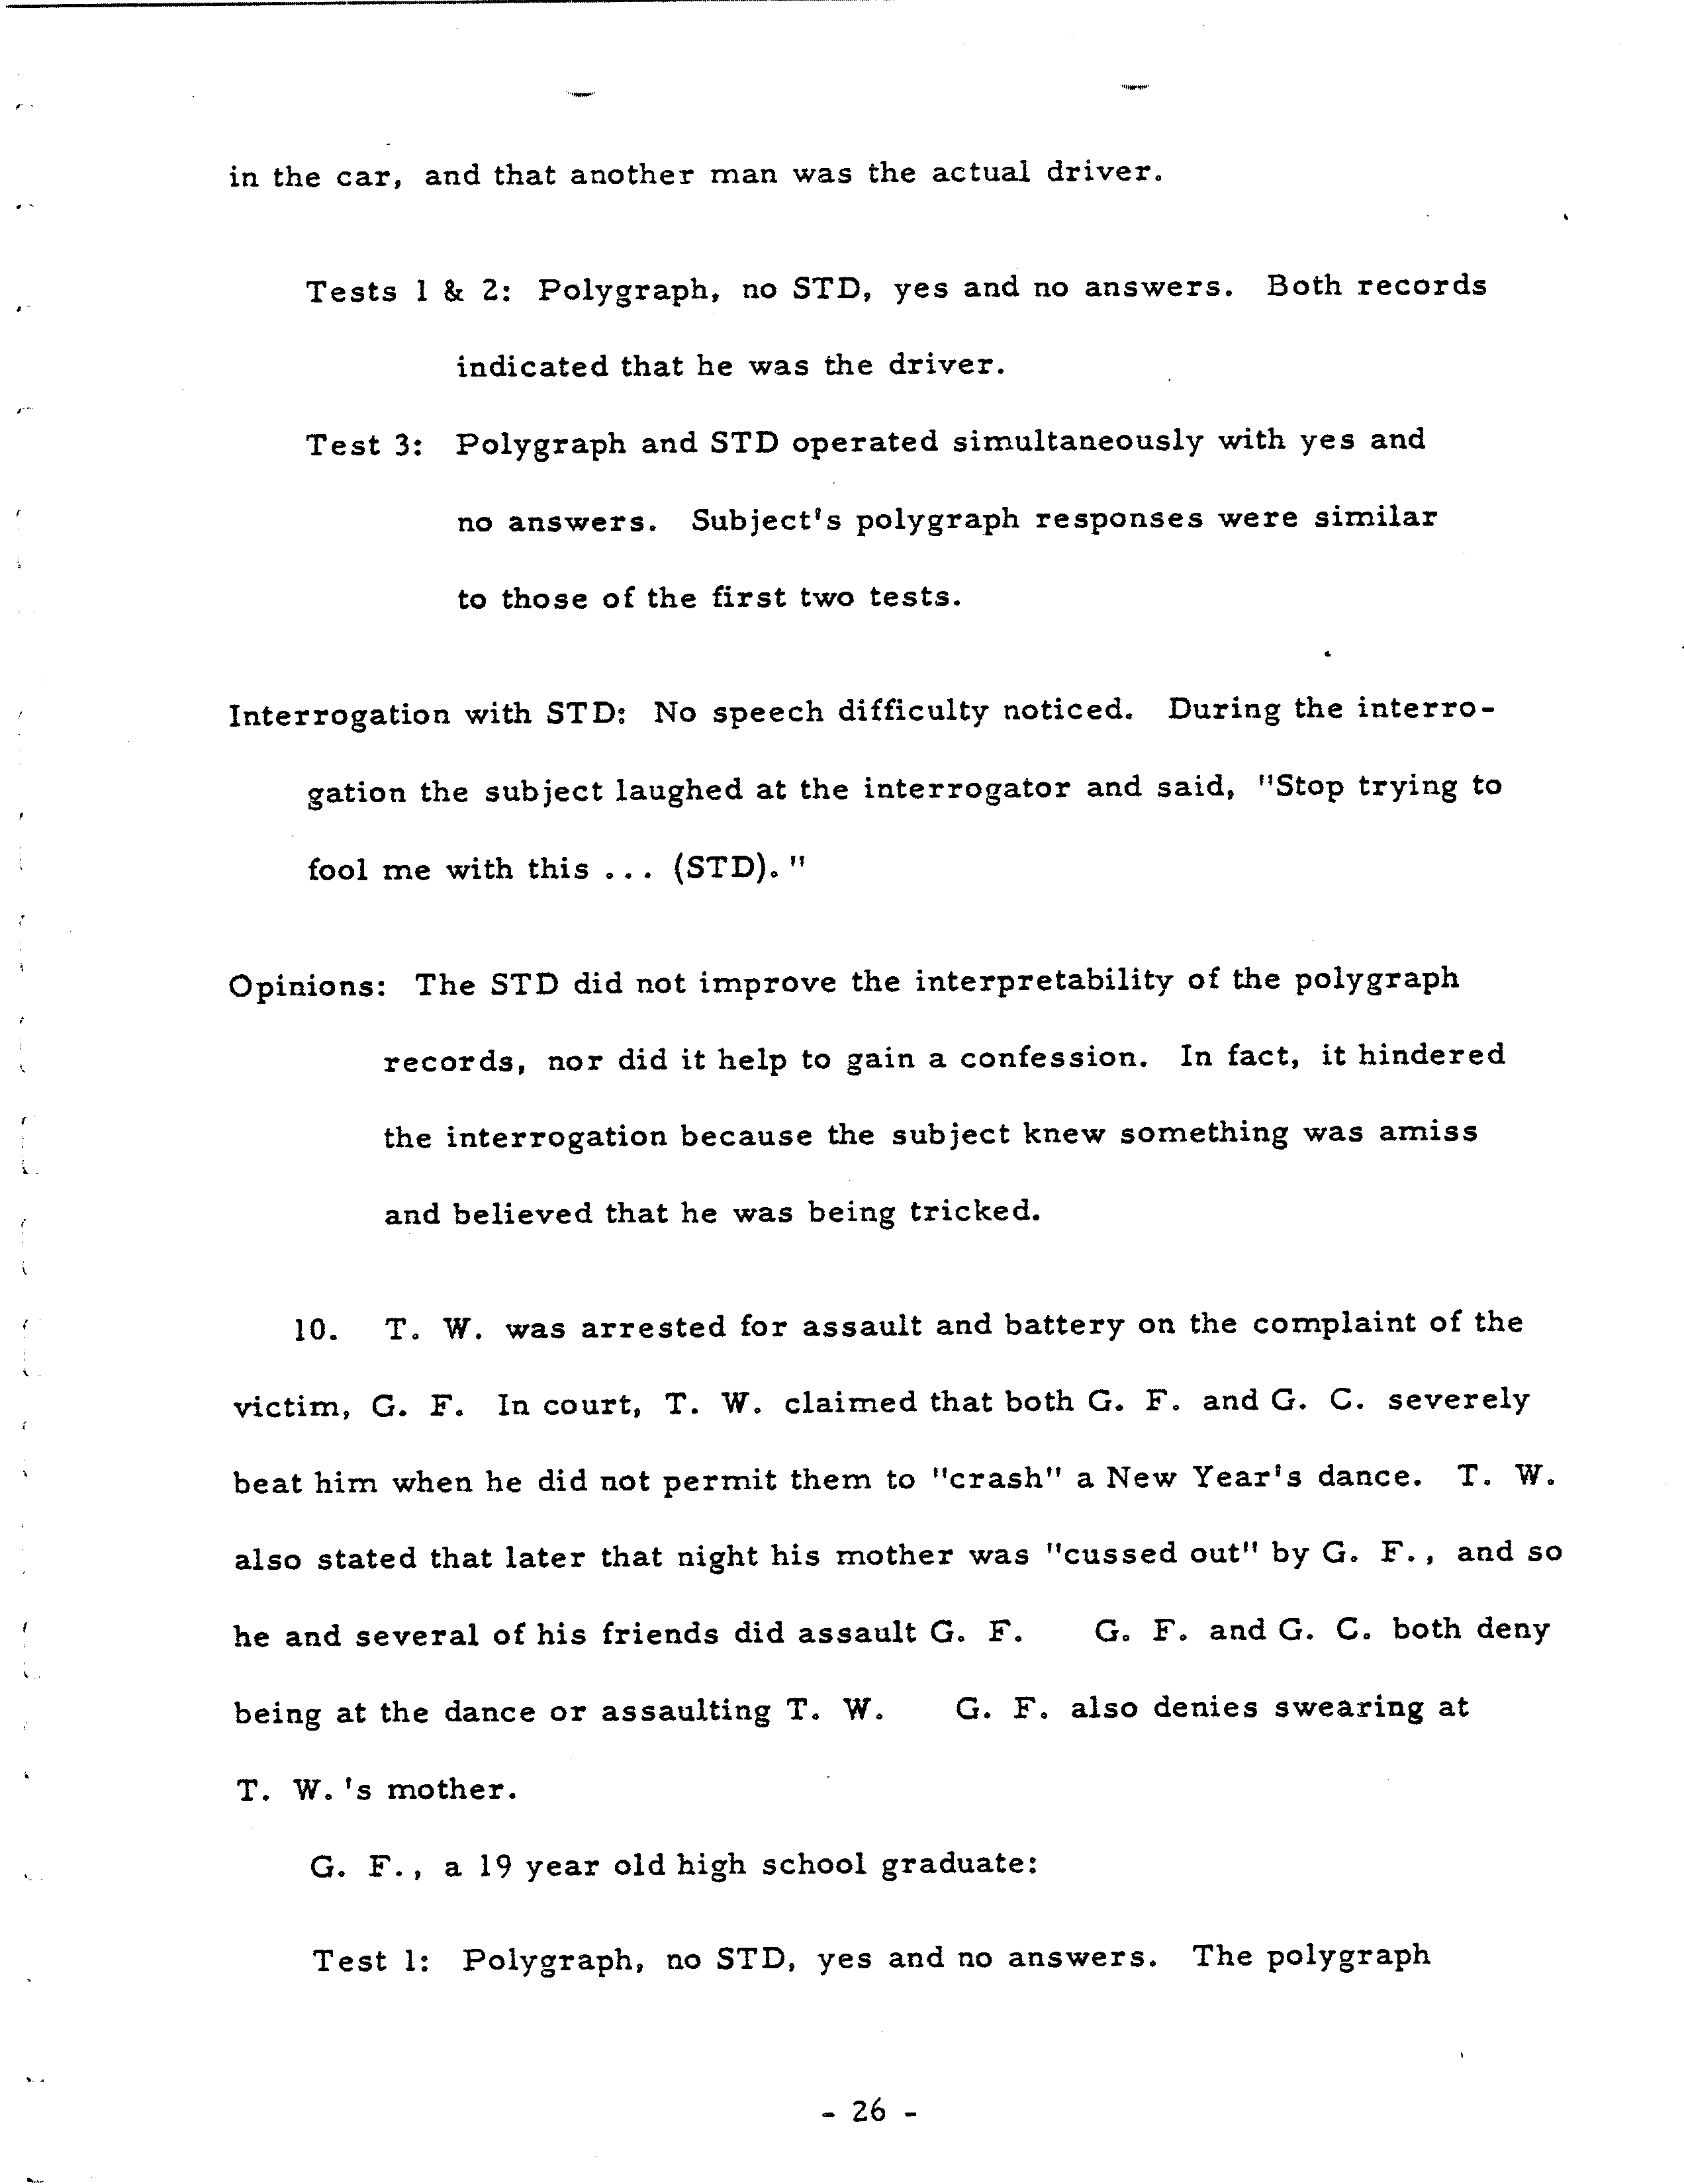 in the car, and that another man was the actual driver.
Tests 1 & 2: Polygraph, no STD, yes and no answers. Both records
indicated that he was the driver.
Test 3: Polygraph and STD operated simultaneously with yes and
no answers. Subject's polygraph responses were similar
to those of the first two tests.
Interrogation with STD: No speech difficulty noticed. During the interro-
gation the subject laughed at the interrogator and said, "Stop trying to
fool me with this ... (STD)."
Opinions: The STD did not improve the interpretability of the polygraph
records, nor did it help to gain a confession. In fact, it hindered
the interrogation because the subject knew something was amiss
and believed that he was being tricked.
10. T. W. was arrested for assault and battery on the complaint of the
victim, G. F. In court, T. W. claimed that both G. F. and G. C. severely
beat him when he did not permit them to "crash" a New Year's dance. T. W.
also stated that later that night his mother was "cussed out" by G. F., and so
he and several of his friends did assault G. F. G. F. and G. C. both deny
being at the dance or assaulting T. W. G. F. also denies swearing at
T. W.'s mother.
G. F., a 19 year old high school graduate:
Test 1: Polygraph, no STD, yes and no answers. The polygraph
- 26 -